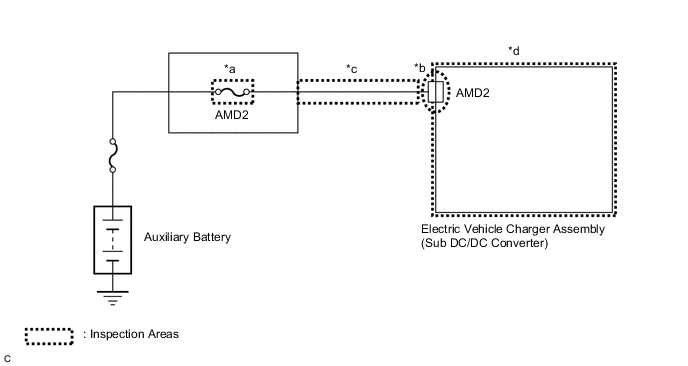 *d
*a
*c
*b
AMD2
AMD2
Electric Vehicle Charger Assembly
(Sub DC/DC Converter)
Auxiliary Battery
: Inspection Areas
C